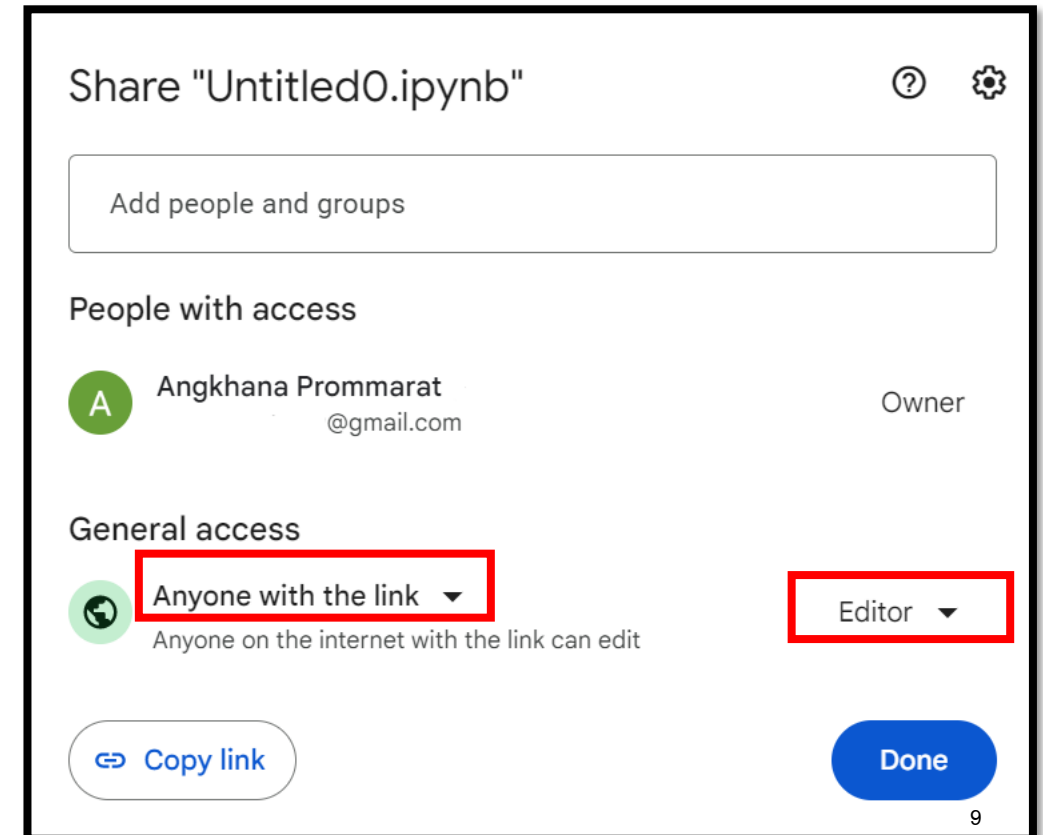 Share "Untitled0.ipynb"
Add people and groups
People with access
A
Angkhana Prommarat
@gmail.com
Owner
General access
Anyone with the link
Anyone on the internet with the link can edit
Editor
Copy link
Done
9